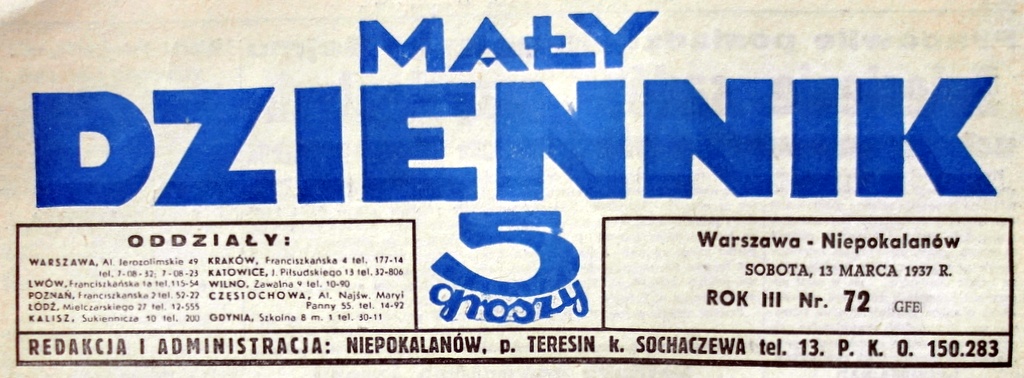 MAŁY
DZIENNIK
ODDZIAŁY:
WARSZAWA, Al. Jerozolimskie 49
tel. 7-08-32; 7-08-23
LWÓW, Franciszkańska 1a tel. 115-54
POZNAŃ, Franciszkańska 2 tel. 52-22
ŁÓDŹ, Mielczarskiego 27 tel. 12-555
KALISZ, Sukiennicza 10 tel. 200
KRAKÓW, Franciszkańska 4 tel. 177-14
KATOWICE, J. Piłsudskiego 13 tel. 32-806
WILNO, Zawalna 9 tel. 10-90
CZĘSTOCHOWA, Al. Najśw. Maryi
Panny 55, tel. 14-92
GDYNIA, Szkolna 8 m. 1 tel. 30-11
5
groszy
Warszawa - Niepokalanów
SOBOTA, 13 MARCA 1937 R.
ROK III Nr. 72 GFE
REDAKCJA I ADMINISTRACJA: NIEPOKALANÓW, p. TERESIN k. SOCHACZEWA tel. 13. P. K. O. 150.283